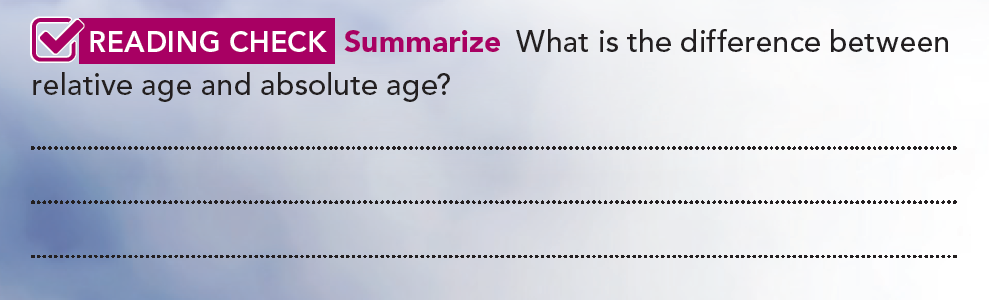 READING CHECK Summarize What is the difference between
relative age and absolute age?